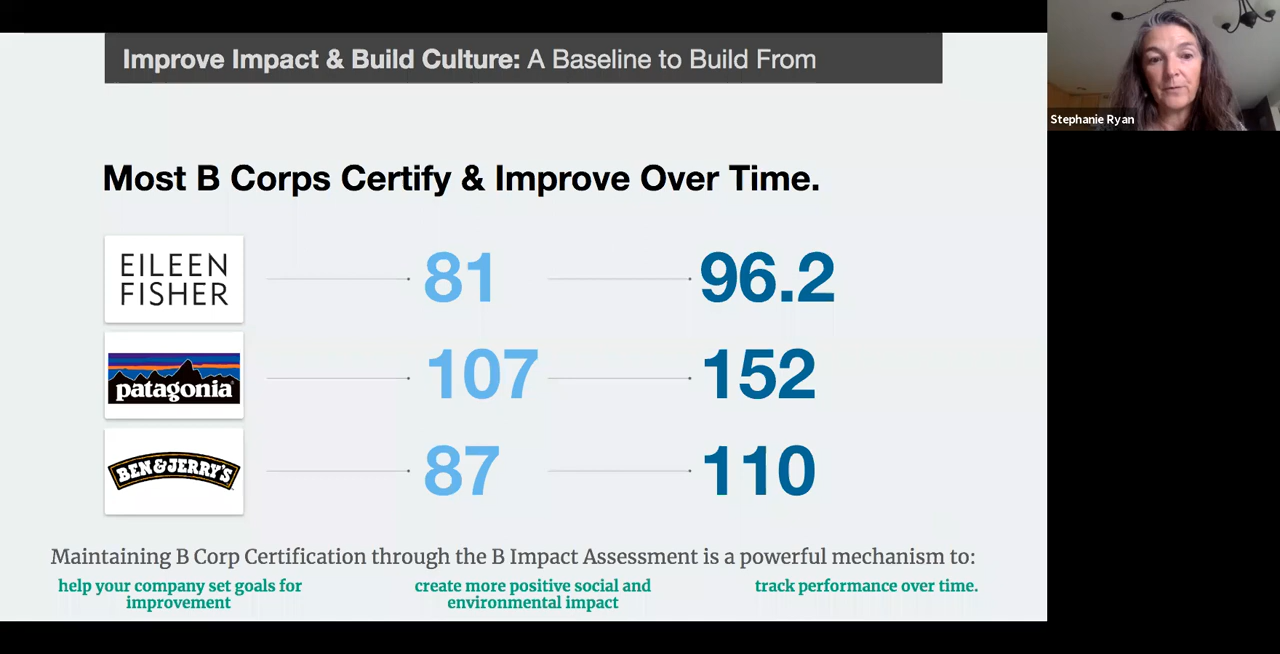 Improve Impact & Build Culture: A Baseline to Build From
Stephanie Ryan
Most B Corps Certify & Improve Over Time.
EILEEN
FISHER
81
96.2
patagonia
107
152
BEN & JERRY'S
87
110
Maintaining B Corp Certification through the B Impact Assessment is a powerful mechanism to:
help your company set goals for
improvement
create more positive social and
environmental impact
track performance over time.